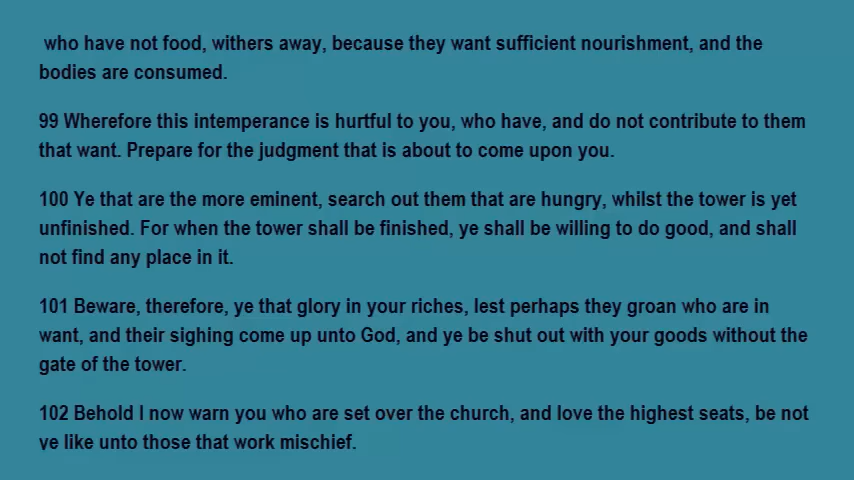 who have not food, withers away, because they want sufficient nourishment, and the
bodies are consumed.
99 Wherefore this intemperance is hurtful to you, who have, and do not contribute to them
that want. Prepare for the judgment that is about to come upon you.
100 Ye that are the more eminent, search out them that are hungry, whilst the tower is yet
unfinished. For when the tower shall be finished, ye shall be willing to do good, and shall
not find any place in it.
101 Beware, therefore, ye that glory in your riches, lest perhaps they groan who are in
want, and their sighing come up unto God, and ye be shut out with your goods without the
gate of the tower.
102 Behold I now warn you who are set over the church, and love the highest seats, be not
ye like unto those that work mischief.